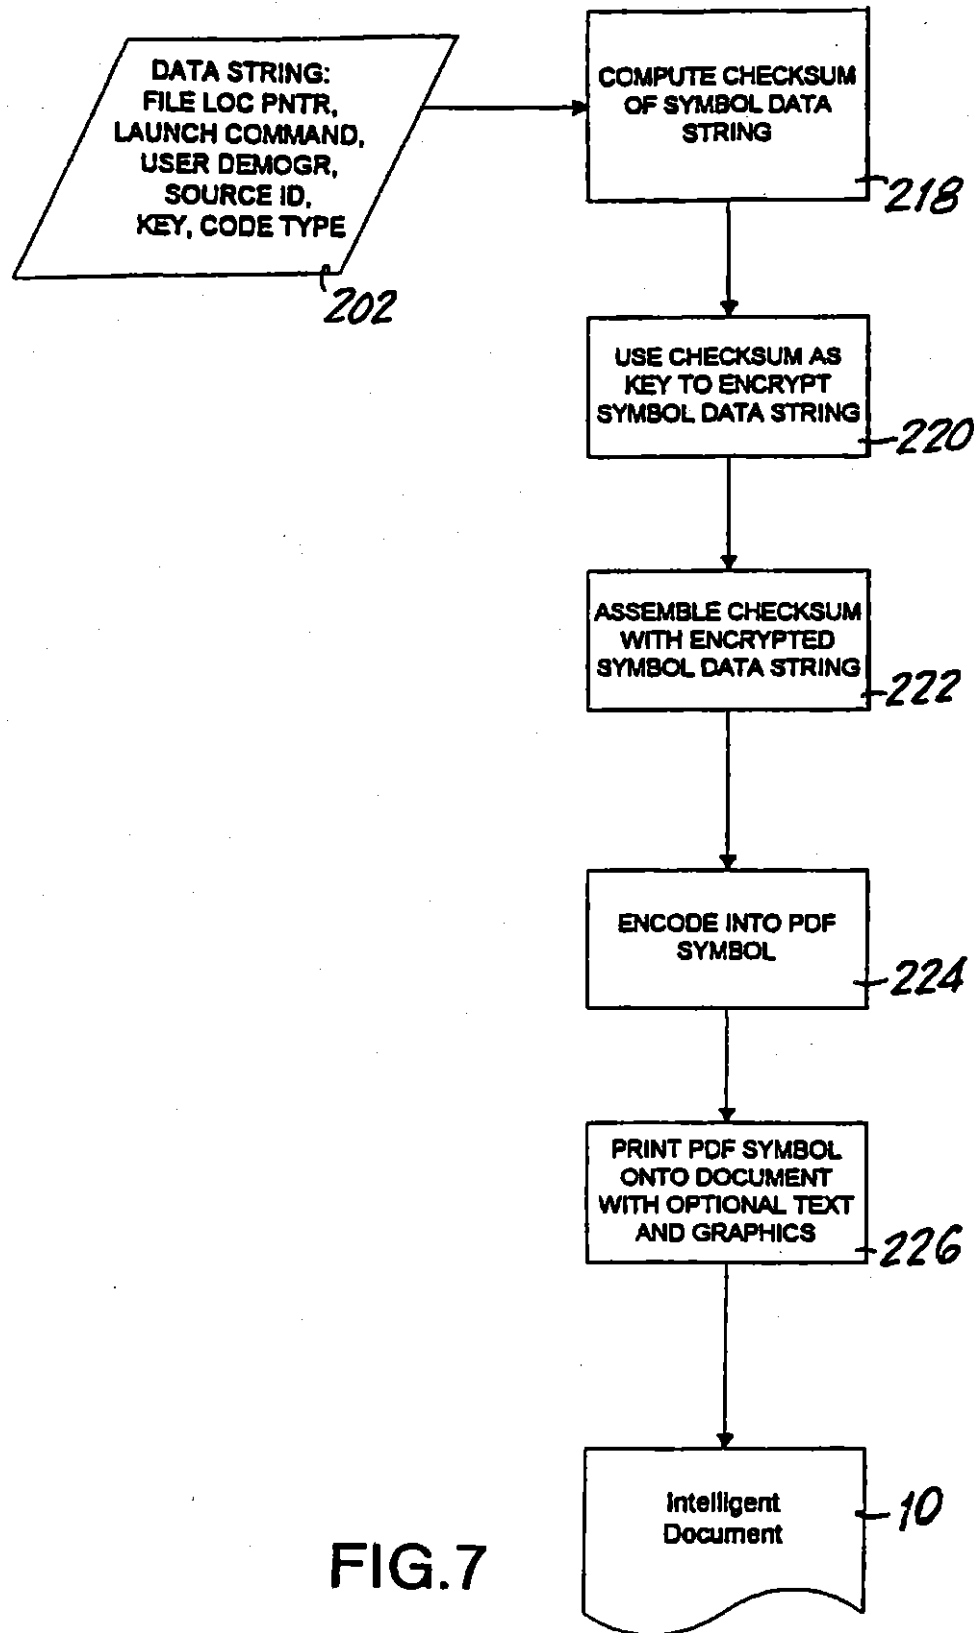 DATA STRING:
FILE LOC PNTR,
LAUNCH COMMAND,
USER DEMOGR,
SOURCE ID,
KEY, CODE TYPE
202
COMPUTE CHECKSUM
OF SYMBOL DATA
STRING
218
USE CHECKSUM AS
KEY TO ENCRYPT
SYMBOL DATA STRING
220
ASSEMBLE CHECKSUM
WITH ENCRYPTED
SYMBOL DATA STRING
222
ENCODE INTO PDF
SYMBOL
224
PRINT PDF SYMBOL
ONTO DOCUMENT
WITH OPTIONAL TEXT
AND GRAPHICS
226
Intelligent
Document
10
FIG.7